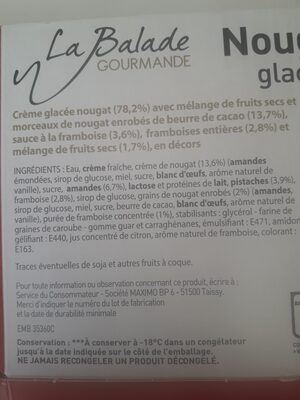 La Balade
GOURMANDE
Noug
glac
Crème glacée nougat (78,2%) avec mélange de fruits secs et
morceaux de nougat enrobés de beurre de cacao (13,7%),
sauce à la framboise (3,6%), framboises entières (2,8%) et
mélange de fruits secs (1,7%), en décors
INGRÉDIENTS : Eau, crème fraîche, crème de nougat (13,6%) (amandes
émondées, sirop de glucose, miel, sucre, blanc d'œufs, arôme naturel de
vanille), sucre, amandes (6,7%), lactose et protéines de lait, pistaches (3,9%),
framboise (2,8%), sirop de glucose, grains de nougat enrobés (2%) (amandes,
sirop de glucose, miel, sucre, beurre de cacao, blanc d'œufs, arôme naturel de
vanille), purée de framboise concentrée (1%), stabilisants : glycérol - farine de
graines de caroube - gomme guar et carraghénanes, émulsifiant : E471, amidon
gélifiant : E440, jus concentré de citron, arôme naturel de framboise, colorant :
E163.
Traces éventuelles de soja et autres fruits à coque.
Pour toute information ou observation concernant ce produit, écrire à :
Service du Consommateur - Société MAXIMO BP 6 - 51500 Taissy.
Merci d'indiquer le numéro du lot de fabrication
et la date de durabilité minimale
EMB 35360C
Conservation : ***À conserver à -18°C dans un congélateur
jusqu'à la date indiquée sur le côté de l'emballage.
NE JAMAIS RECONGELER UN PRODUIT DÉCONGELÉ.